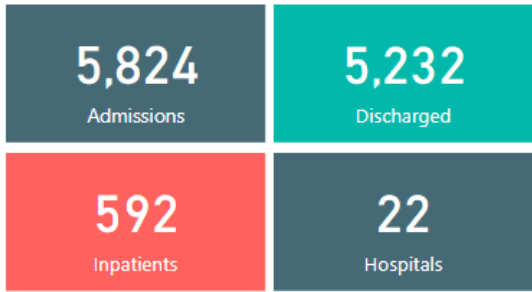 5,824
Admissions
5,232
Discharged
592
Inpatients
22
Hospitals